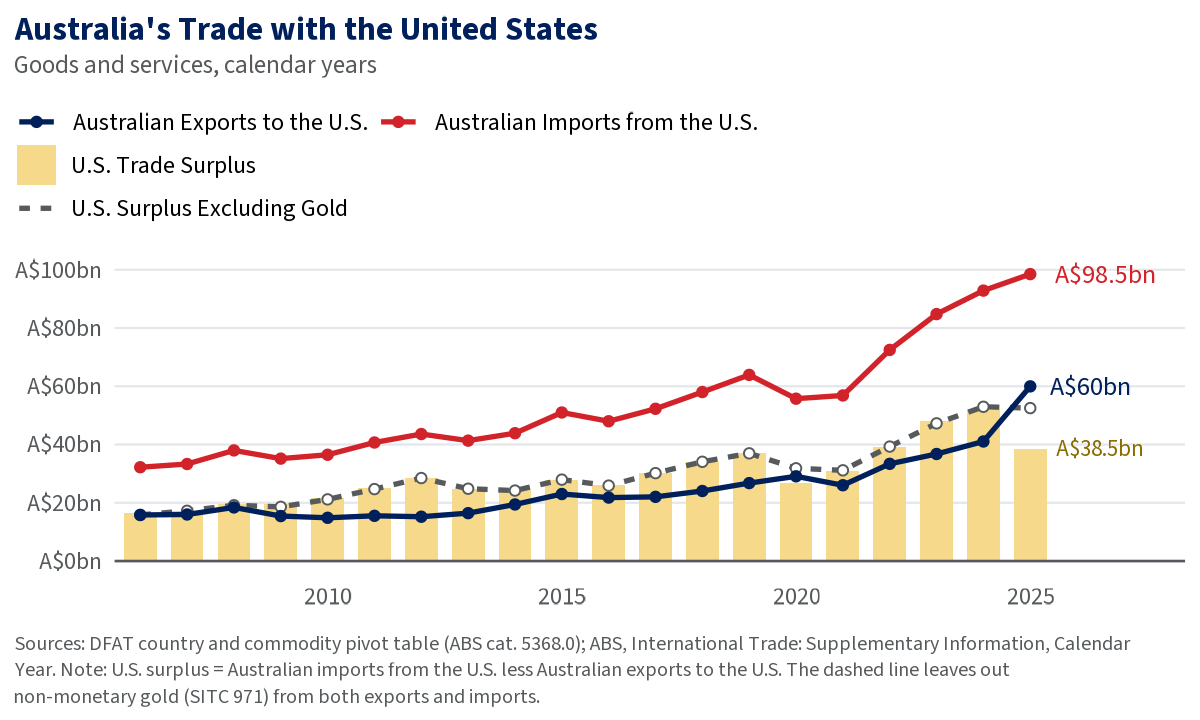 Australia's Trade with the United States
Goods and services, calendar years
Australian Exports to the U.S. Australian Imports from the U.S.
U.S. Trade Surplus
U.S. Surplus Excluding Gold
A$100bn
A$98.5bn
A$80bn
A$60bn
A$60bn
A$40bn
A$38.5bn
A$20bn
A$0bn
2010 2015 2020 2025
Sources: DFAT country and commodity pivot table (ABS cat. 5368.0); ABS, International Trade: Supplementary Information, Calendar
Year. Note: U.S. surplus = Australian imports from the U.S. less Australian exports to the U.S. The dashed line leaves out
non-monetary gold (SITC 971) from both exports and imports.